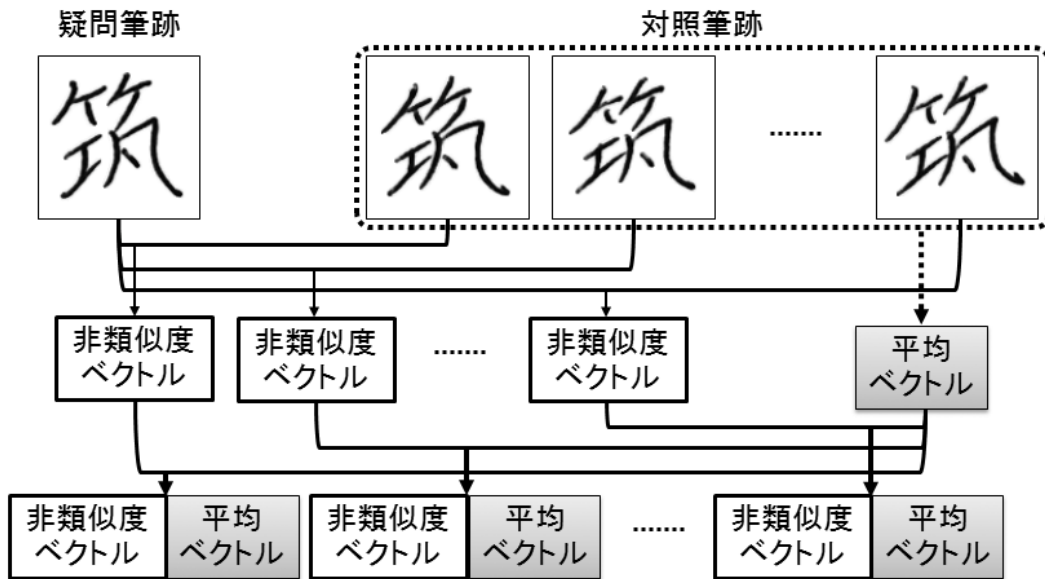 疑問筆跡
対照筆跡
筑
筑
筑
.......
筑
非類似度
ベクトル
非類似度
ベクトル
.......
非類似度
ベクトル
平均
ベクトル
非類似度
ベクトル
平均
ベクトル
非類似度
ベクトル
平均
ベクトル
.......
非類似度
ベクトル
平均
ベクトル